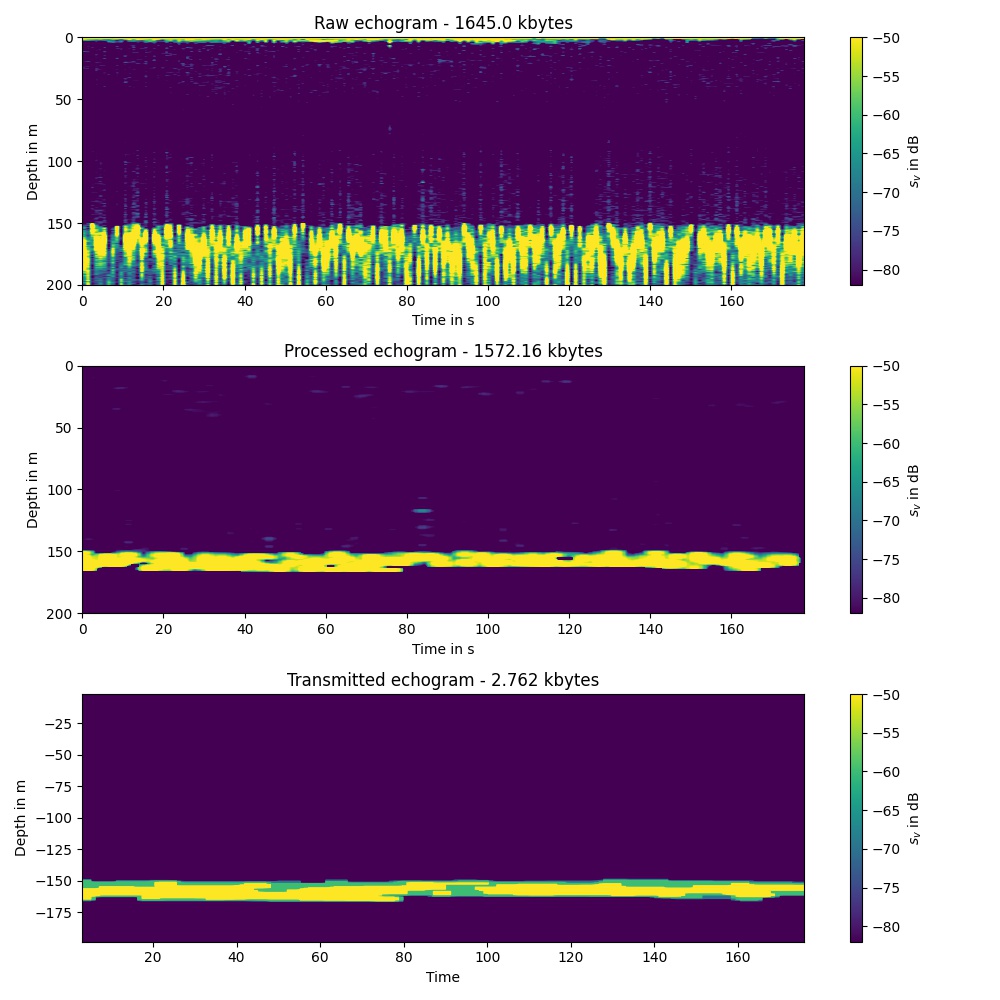 Raw echogram - 1645.0 kbytes
0
50
100
150
200
Depth in m
0 20 40 60 80 100 120 140 160
Time in s
−50
−55
−60
−65
−70
−75
−80
sv in dB
Processed echogram - 1572.16 kbytes
0
50
100
150
200
Depth in m
0 20 40 60 80 100 120 140 160
Time in s
−50
−55
−60
−65
−70
−75
−80
sv in dB
Transmitted echogram - 2.762 kbytes
−25
−50
−75
−100
−125
−150
−175
Depth in m
20 40 60 80 100 120 140 160
Time
−50
−55
−60
−65
−70
−75
−80
sv in dB